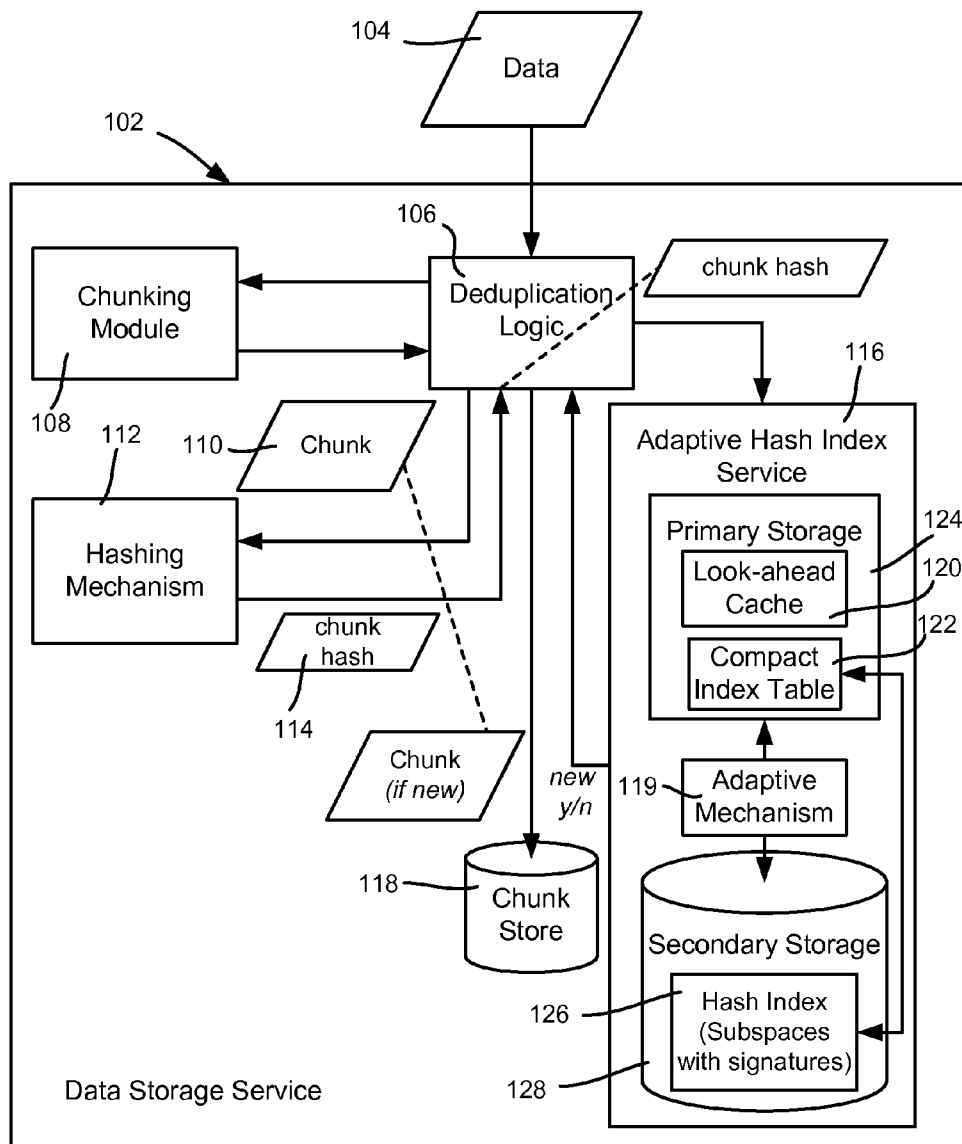 104
Data
102
106
Deduplication
Logic
chunk hash
Chunking
Module
108
116
Adaptive Hash Index
Service
110
Chunk
112
Hashing
Mechanism
Primary Storage
124
Look-ahead
Cache
120
122
Compact
Index Table
chunk
hash
114
Chunk
(if new)
new
y/n
119
Adaptive
Mechanism
118
Chunk
Store
Secondary Storage
126
Hash Index
(Subspaces
with signatures)
128
Data Storage Service